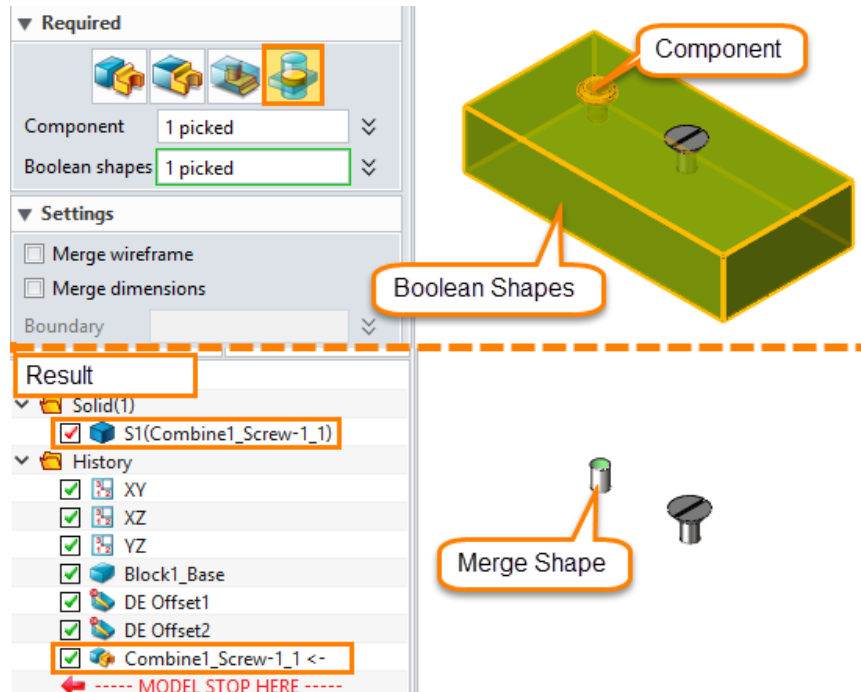 Required
Component
Component 1 picked
Boolean shapes 1 picked
Settings
Merge wireframe
Merge dimensions
Boolean Shapes
Boundary
Result
Solid(1)
S1(Combine1_Screw-1_1)
History
XY
XZ
YZ
Merge Shape
Block1_Base
DE Offset1
DE Offset2
Combine1_Screw-1_1 <-
----- MODEL STOP HERE -----